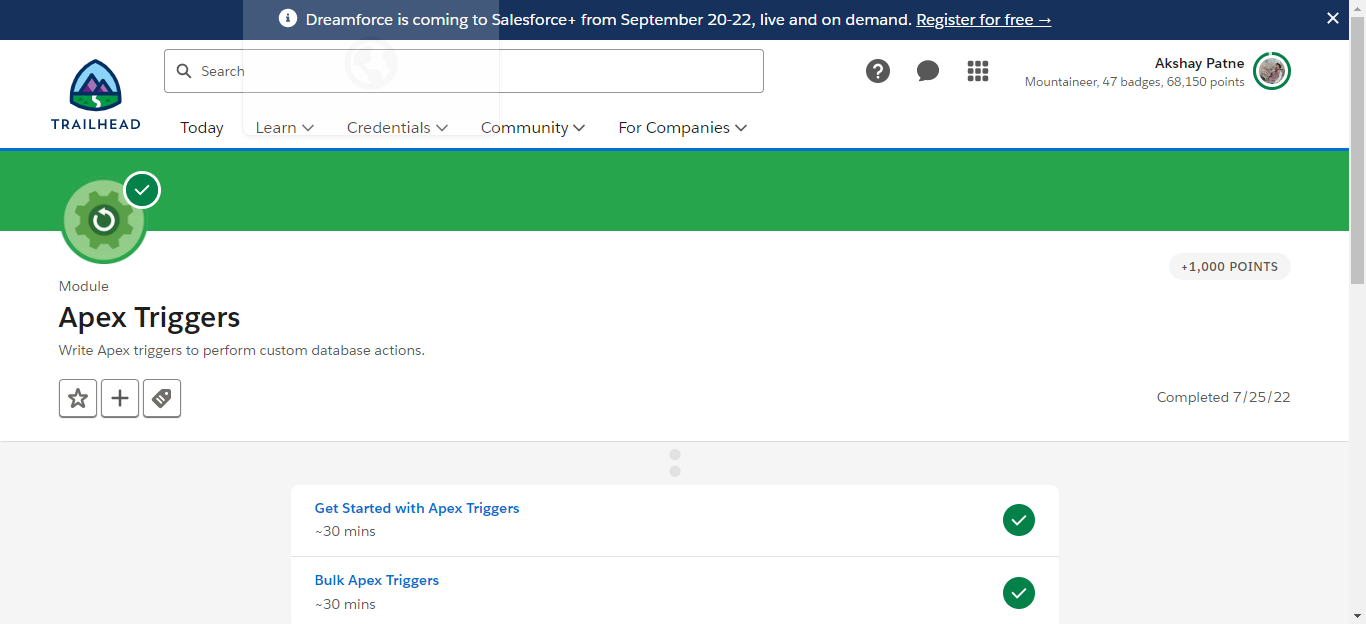 Dreamforce is coming to Salesforce+ from September 20-22, live and on demand. Register for free →
Search
Akshay Patne
Mountaineer, 47 badges, 68,150 points
TRAILHEAD
Today Learn Credentials Community For Companies
+1,000 POINTS
Module
Apex Triggers
Write Apex triggers to perform custom database actions.
Completed 7/25/22
Get Started with Apex Triggers
~30 mins
Bulk Apex Triggers
~30 mins